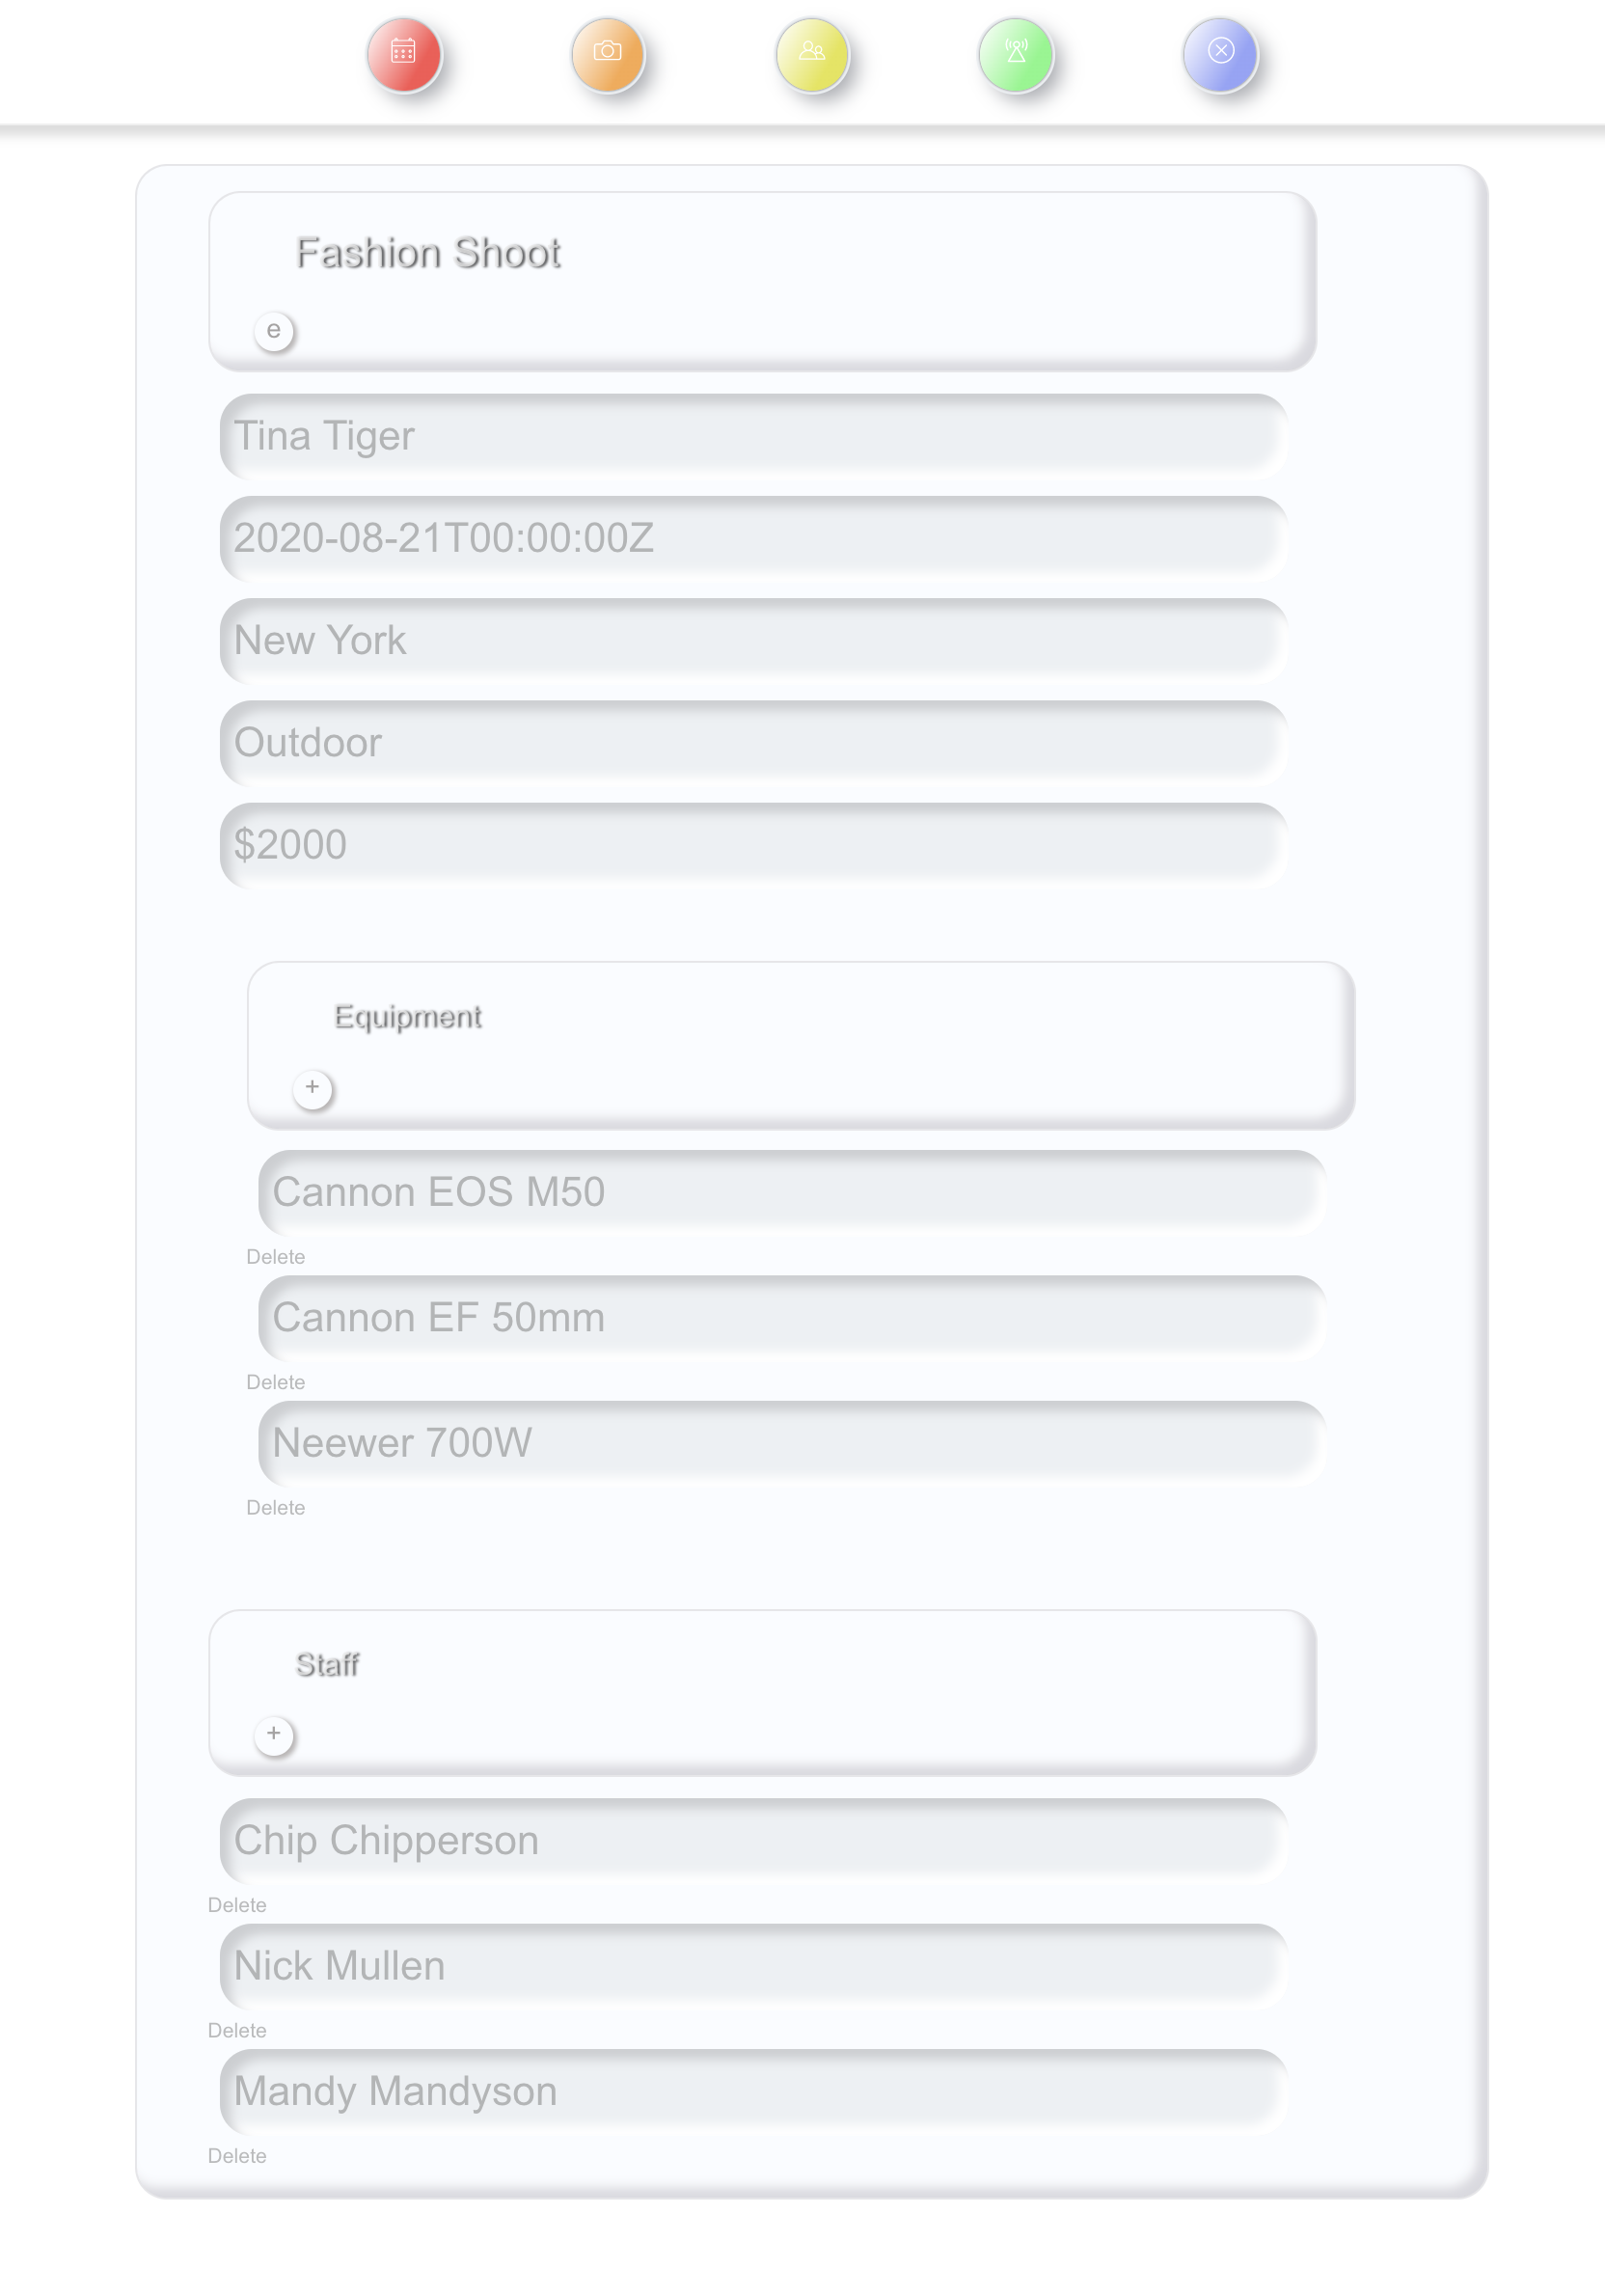 Fashion Shoot
e
Tina Tiger
2020-08-21T00:00:00Z
New York
Outdoor
$2000
Equipment
+
Cannon EOS M50
Delete
Cannon EF 50mm
Delete
Neewer 700W
Delete
Staff
+
Chip Chipperson
Delete
Nick Mullen
Delete
Mandy Mandyson
Delete